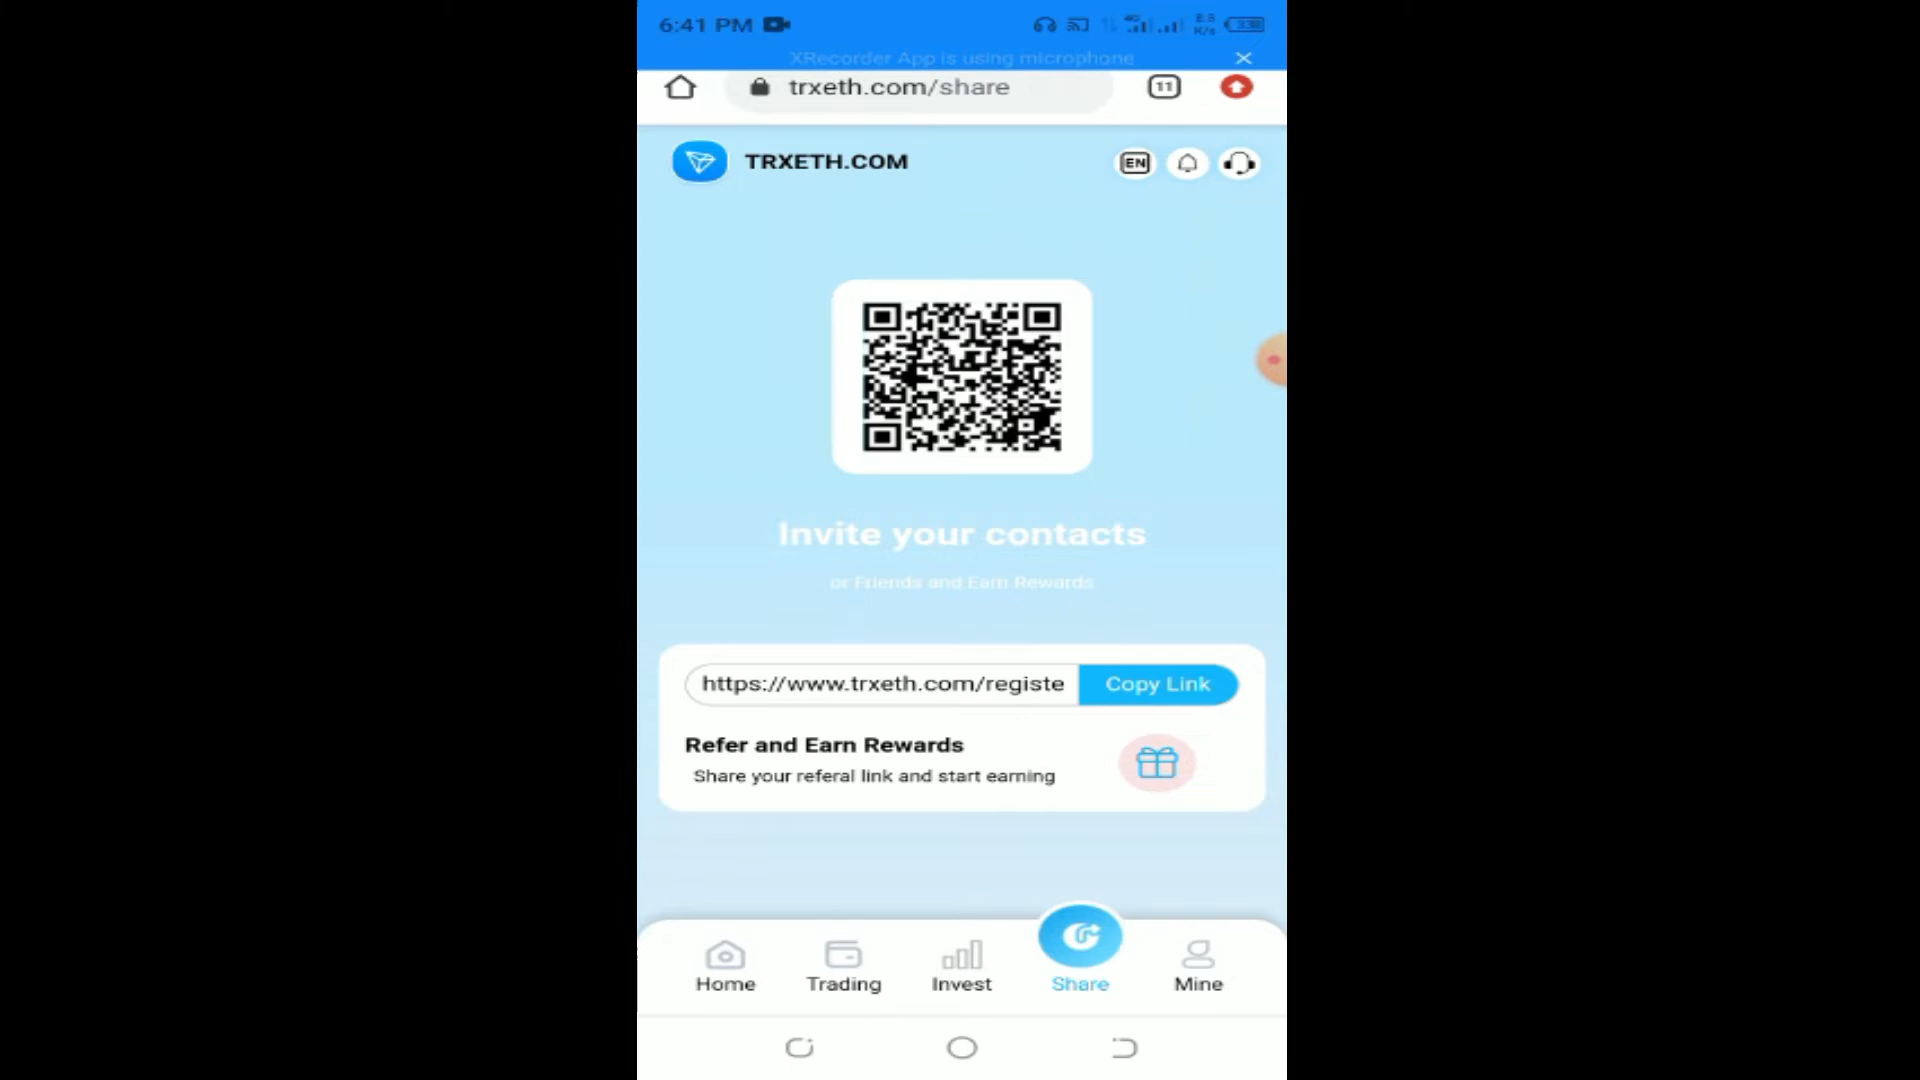 6:41 PM
XRecorder App is using microphone
trxeth.com/share
11
TRXETH.COM
EN
Invite your contacts
or Friends and Earn Rewards
https://www.trxeth.com/registe
Copy Link
Refer and Earn Rewards
Share your referal link and start earning
Home
Trading
Invest
Share
Mine